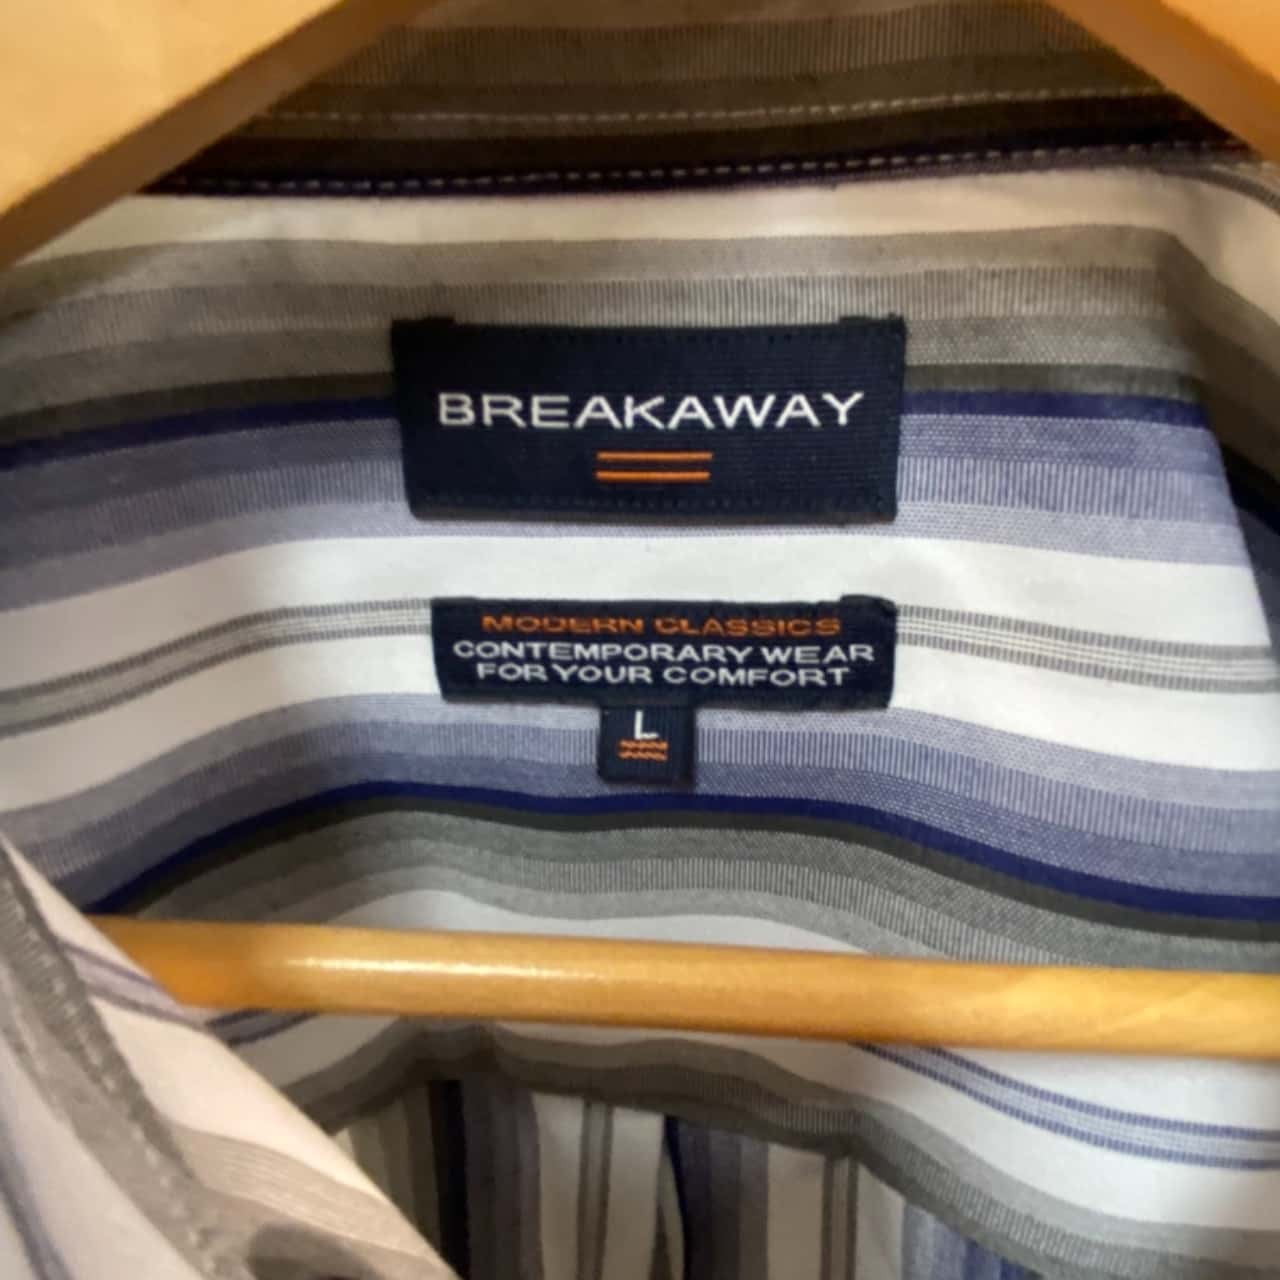 BREAKAWAY
MODERN CLASSICS
CONTEMPORARY WEAR
FOR YOUR COMFORT
L